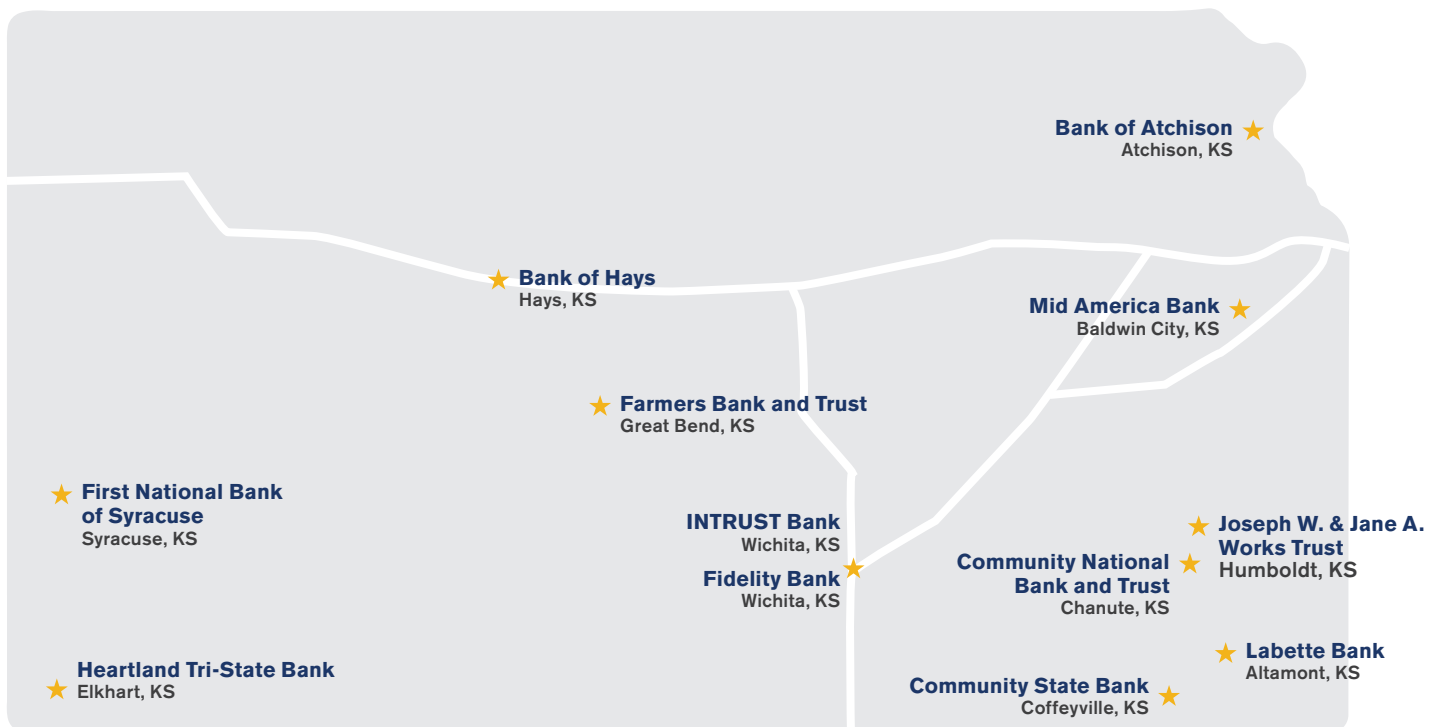 Bank of Atchison
Atchison, KS
Bank of Hays
Hays, KS
Mid America Bank
Baldwin City, KS
Farmers Bank and Trust
Great Bend, KS
First National Bank
of Syracuse
Syracuse, KS
INTRUST Bank
Wichita, KS
Fidelity Bank
Wichita, KS
Joseph W. & Jane A.
Works Trust
Humboldt, KS
Community National
Bank and Trust
Chanute, KS
Labette Bank
Altamont, KS
Heartland Tri-State Bank
Elkhart, KS
Community State Bank
Coffeyville, KS